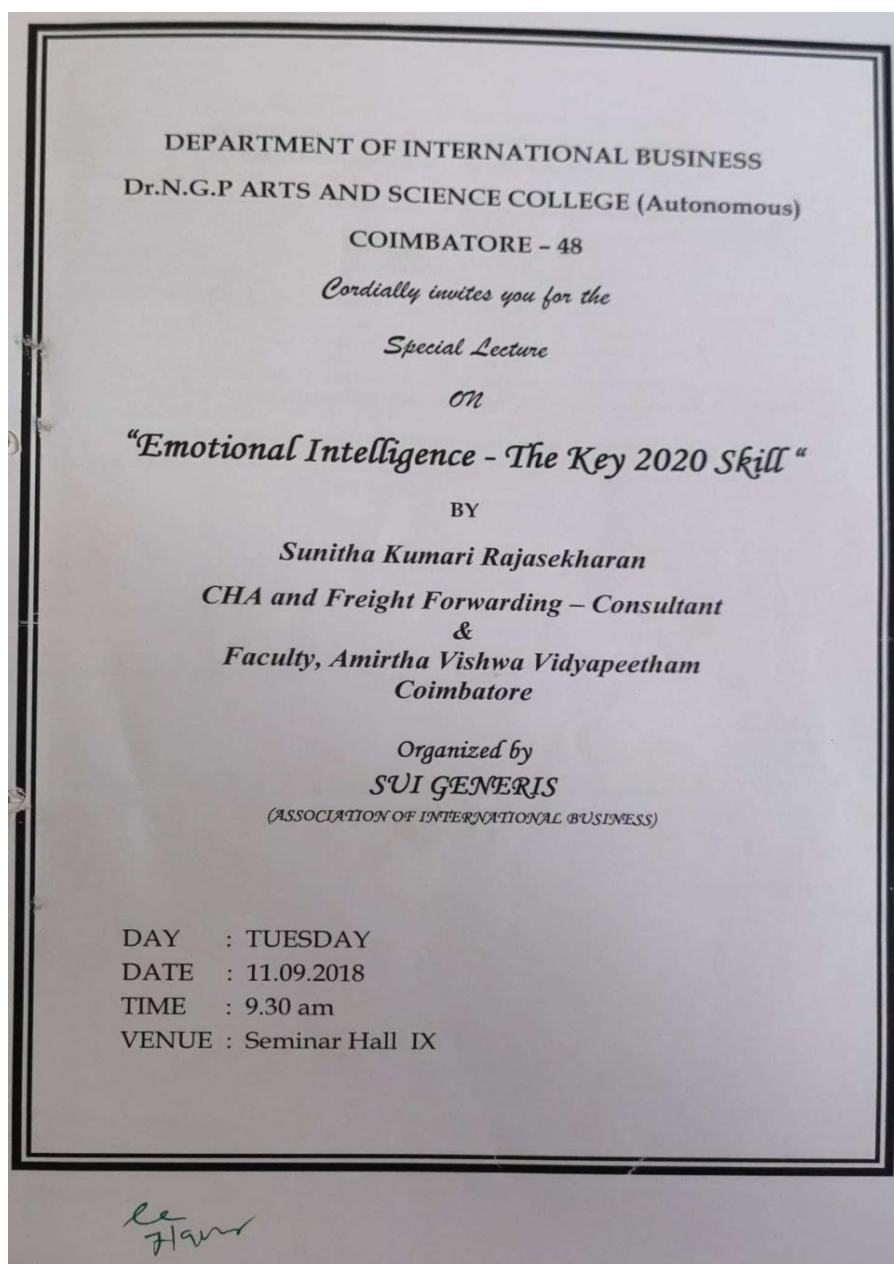 DEPARTMENT OF INTERNATIONAL BUSINESS
Dr.N.G.P ARTS AND SCIENCE COLLEGE (Autonomous)
COIMBATORE – 48
Cordially invites you for the
Special Lecture
ON
“Emotional Intelligence - The Key 2020 Skill “
BY
Sunitha Kumari Rajasekharan
CHA and Freight Forwarding – Consultant
&
Faculty, Amirtha Vishwa Vidyapeetham
Coimbatore
Organized by
SUI GENERIS
(ASSOCIATION OF INTERNATIONAL BUSINESS)
DAY : TUESDAY
DATE : 11.09.2018
TIME : 9.30 am
VENUE : Seminar Hall IX